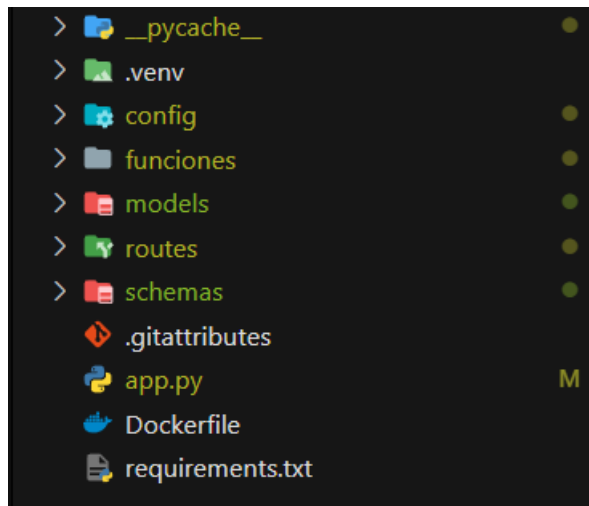 __pycache__
.venv
config
funciones
models
routes
schemas
.gitattributes
app.py M
Dockerfile
requirements.txt